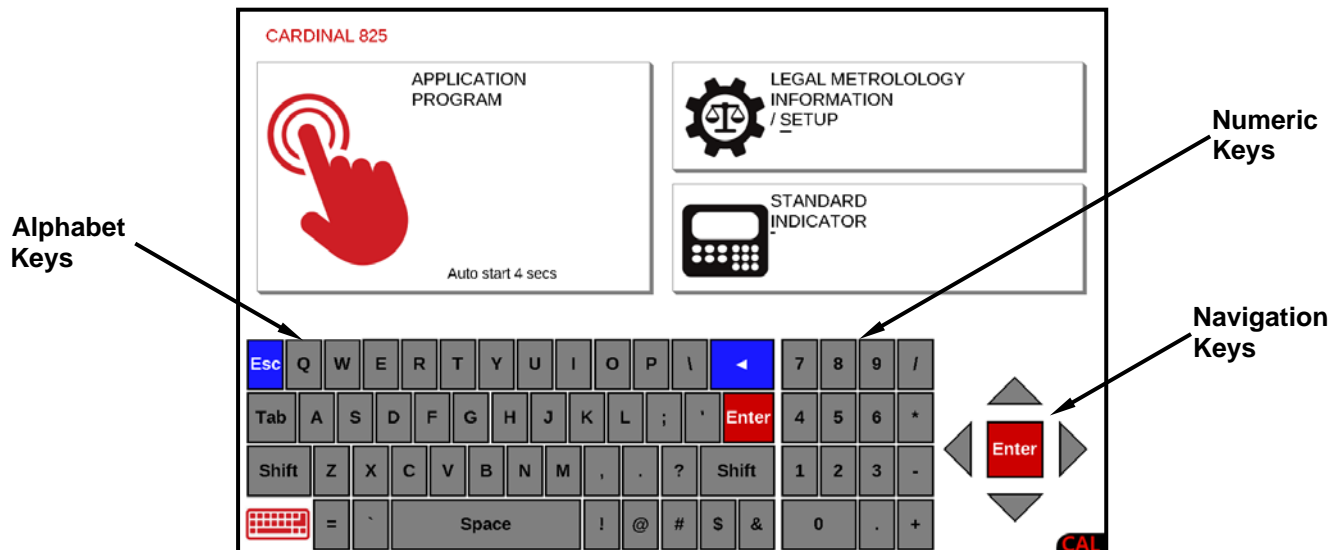 CARDINAL 825
APPLICATION
PROGRAM
Auto start 4 secs
LEGAL METROLOLOGY
INFORMATION
/ SETUP
STANDARD
INDICATOR
Numeric
Keys
Alphabet
Keys
Navigation
Keys
Esc Q W E R T Y U I O P \ ◄ 7 8 9 /
Tab A S D F G H J K L ; ' Enter 4 5 6 *
Shift Z X C V B N M , . ? Shift 1 2 3 -
= ` Space ! @ # $ & 0 . +
Enter
CAL